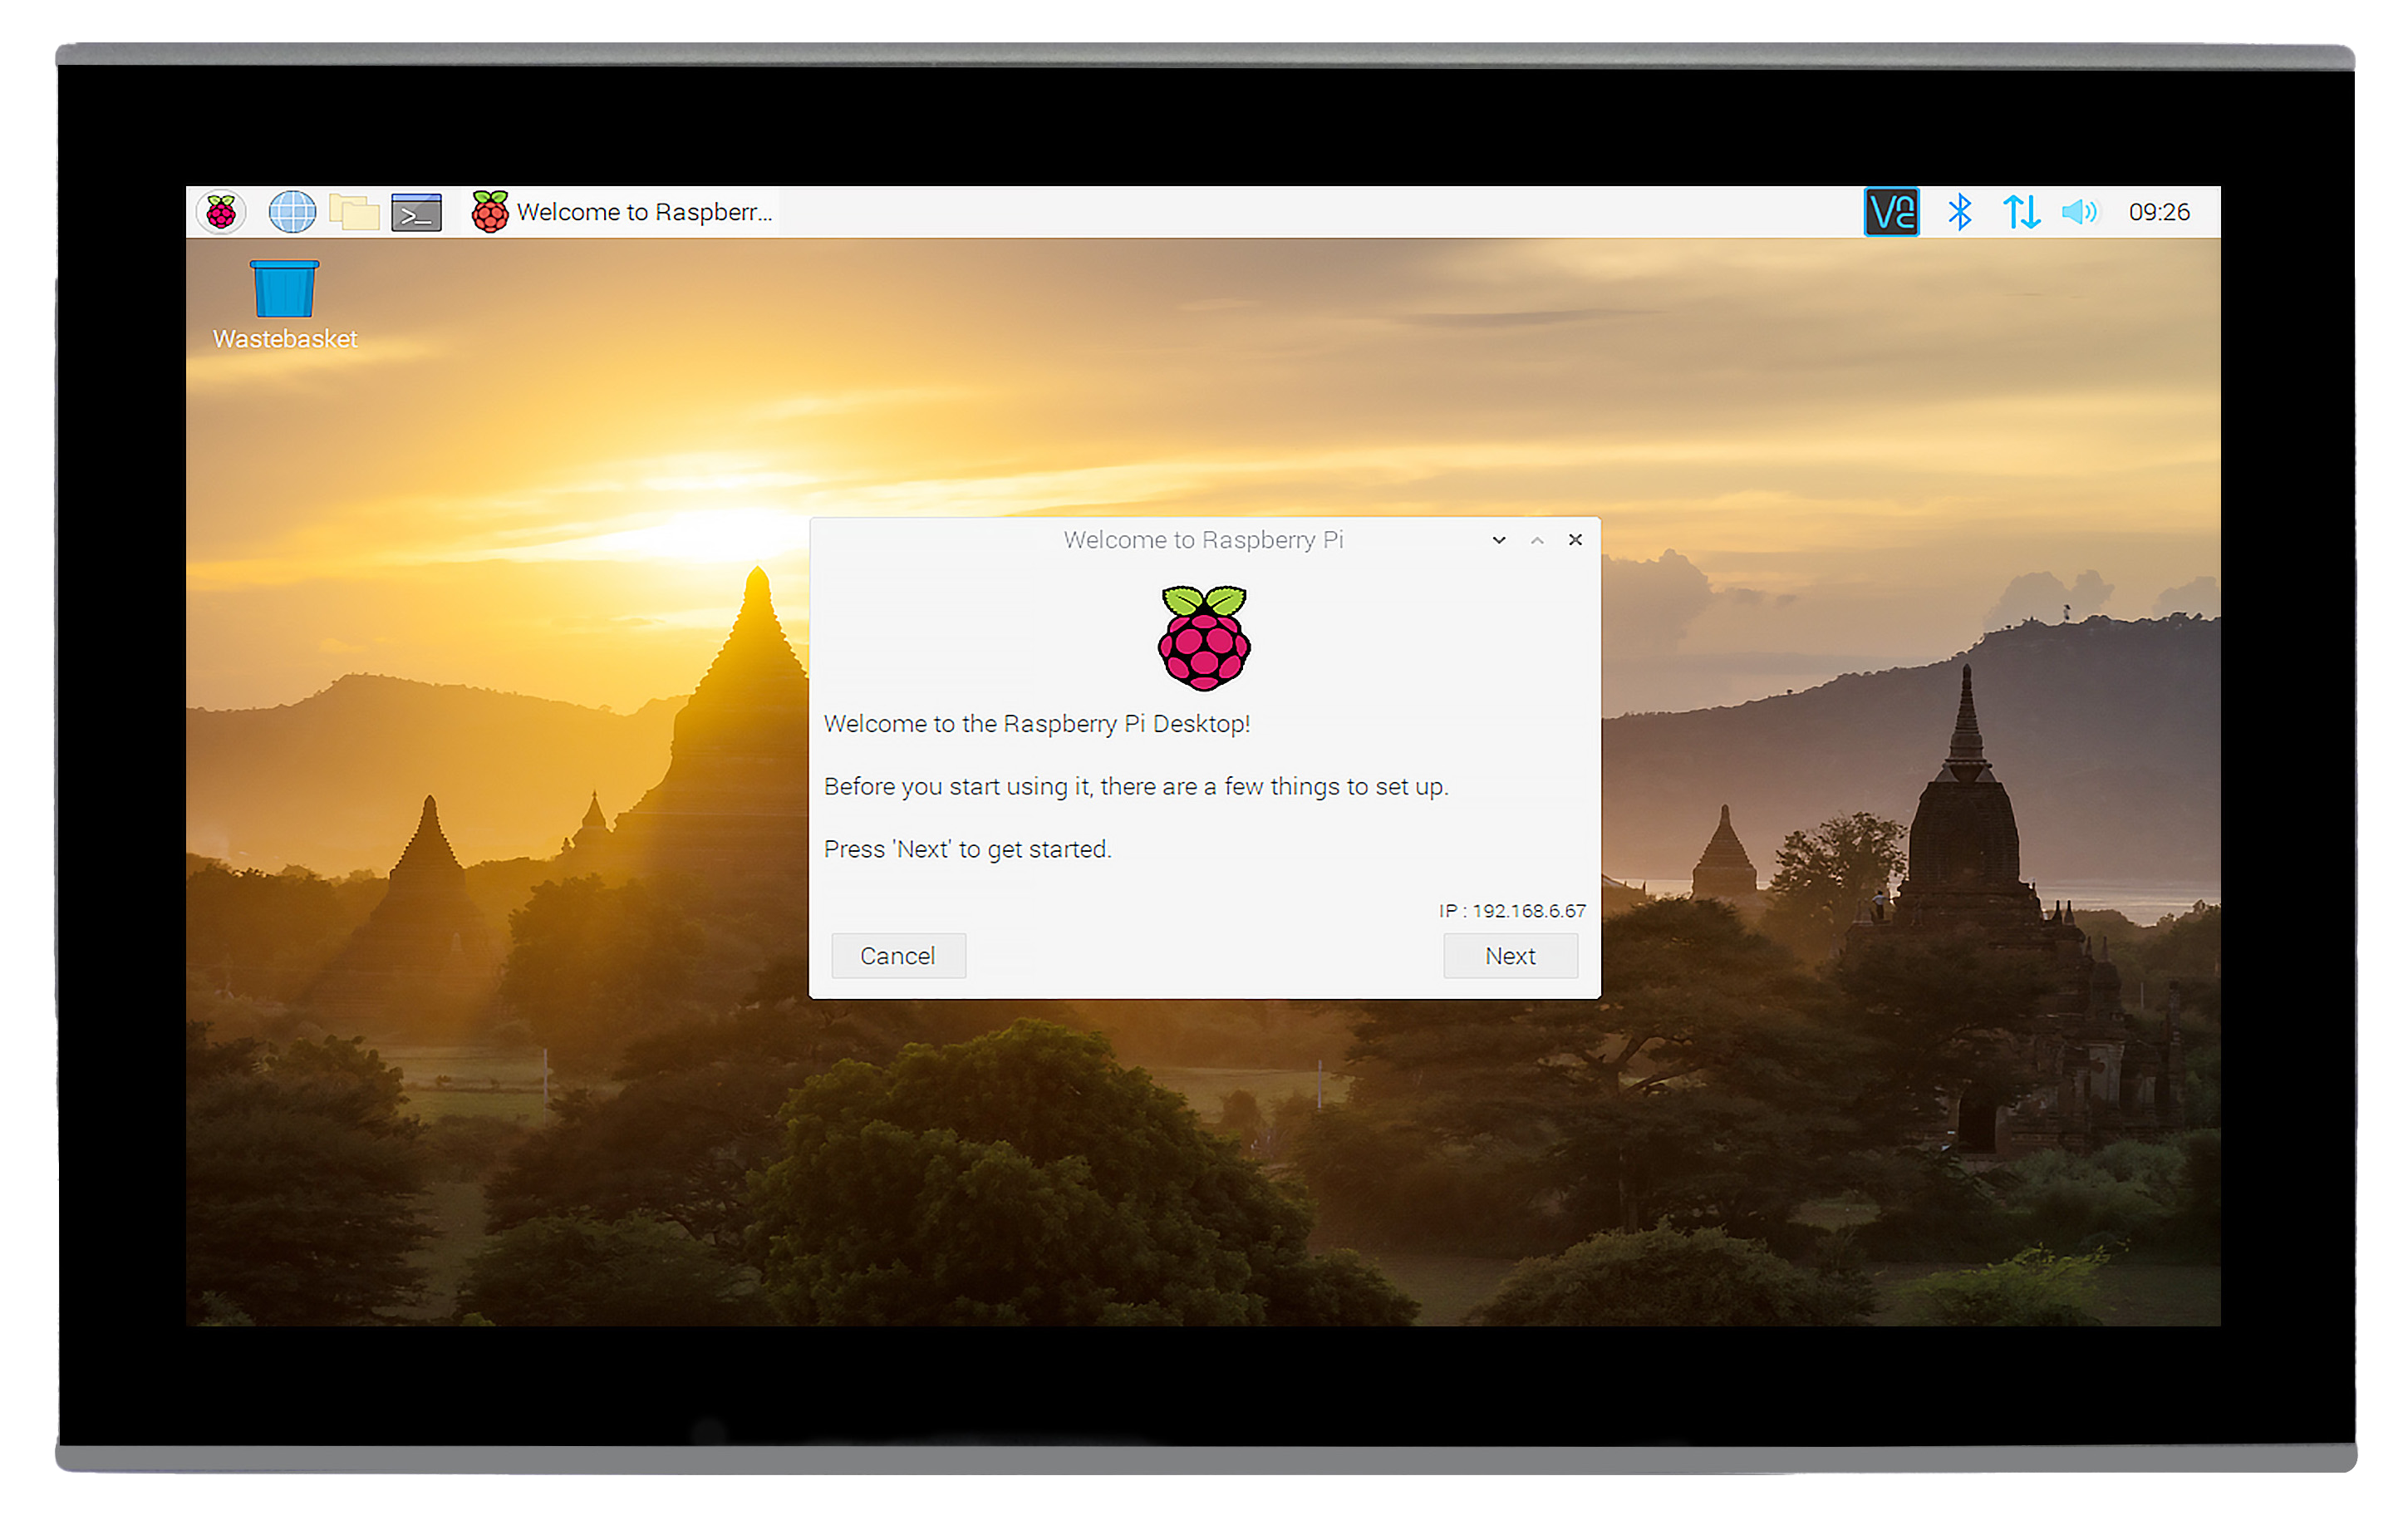 Welcome to Raspberr...
VNC
09:26
Wastebasket
Welcome to Raspberry Pi
Welcome to the Raspberry Pi Desktop!
Before you start using it, there are a few things to set up.
Press 'Next' to get started.
IP : 192.168.6.67
Cancel
Next